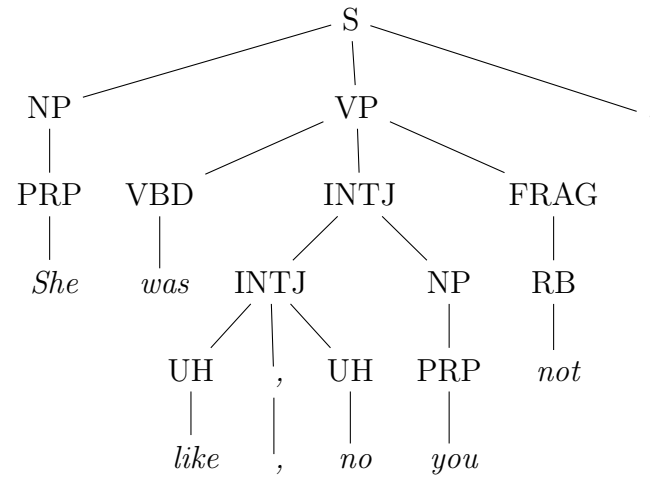 S
NP VP
PRP VBD INTJ FRAG
She was INTJ NP RB
UH , UH PRP not
like , no you